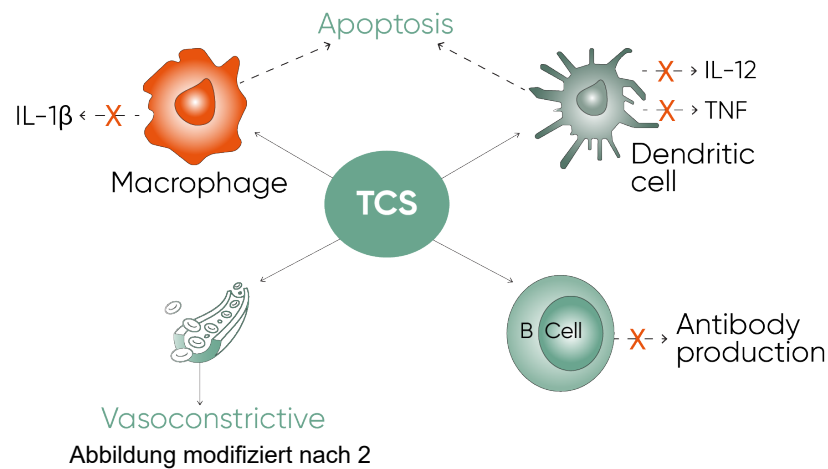 Apoptosis
IL-1β
IL-12
TNF
Macrophage
Dendritic
cell
TCS
B Cell
Antibody
production
Vasoconstrictive
Abbildung modifiziert nach 2